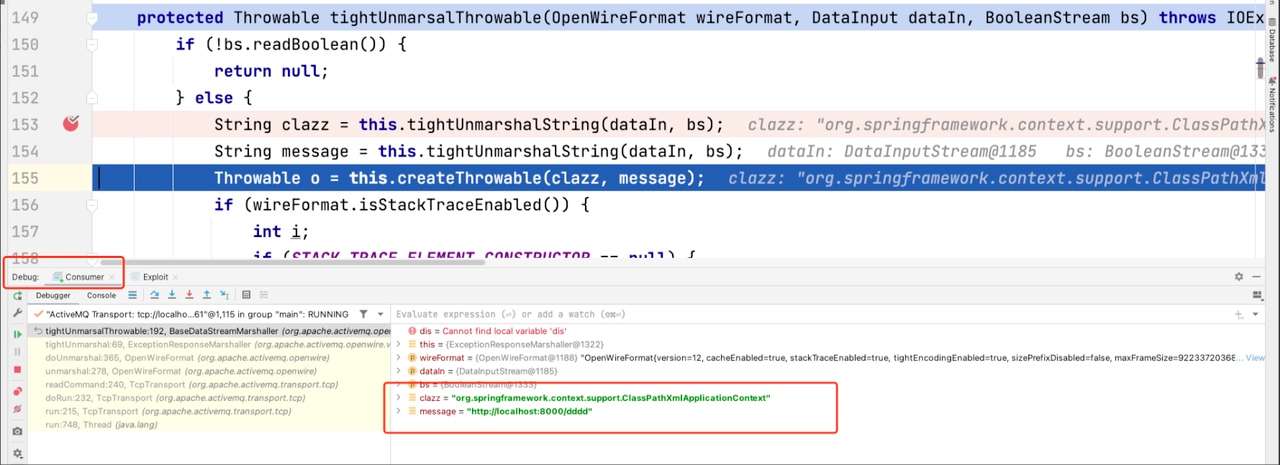 149 protected Throwable tightUnmarsalThrowable(OpenWireFormat wireFormat, DataInput dataIn, BooleanStream bs) throws IOEx
150 if (!bs.readBoolean()) {
151 return null;
152 } else {
153 String clazz = this.tightUnmarshalString(dataIn, bs); clazz: "org.springframework.context.support.ClassPathX
154 String message = this.tightUnmarshalString(dataIn, bs); dataIn: DataInputStream@1185 bs: BooleanStream@133
155 Throwable o = this.createThrowable(clazz, message); clazz: "org.springframework.context.support.ClassPathXml
156 if (wireFormat.isStackTraceEnabled()) {
157 int i;
158 if (STACK_TRACE_ELEMENT_CONSTRUCTOR == null) {
Database
Notifications
Debug: Consumer × Exploit ×
Debugger Console
"ActiveMQ Transport: tcp://localho...61"@1,115 in group "main": RUNNING
Evaluate expression (⏎) or add a watch (⌘⏎)
tightUnmarsalThrowable:192, BaseDataStreamMarshaller (org.apache.activemq.openwire
tightUnmarshal:69, ExceptionResponseMarshaller (org.apache.activemq.openwire.v
doUnmarshal:365, OpenWireFormat (org.apache.activemq.openwire)
unmarshal:278, OpenWireFormat (org.apache.activemq.openwire)
readCommand:240, TcpTransport (org.apache.activemq.transport.tcp)
doRun:232, TcpTransport (org.apache.activemq.transport.tcp)
run:215, TcpTransport (org.apache.activemq.transport.tcp)
run:748, Thread (java.lang)
dis = Cannot find local variable 'dis'
this = {ExceptionResponseMarshaller@1322}
wireFormat = {OpenWireFormat@1188} "OpenWireFormat{version=12, cacheEnabled=true, stackTraceEnabled=true, tightEncodingEnabled=true, sizePrefixDisabled=false, maxFrameSize=9223372036... View
dataIn = {DataInputStream@1185}
bs = {BooleanStream@1333}
clazz = "org.springframework.context.support.ClassPathXmlApplicationContext"
message = "http://localhost:8000/dddd"